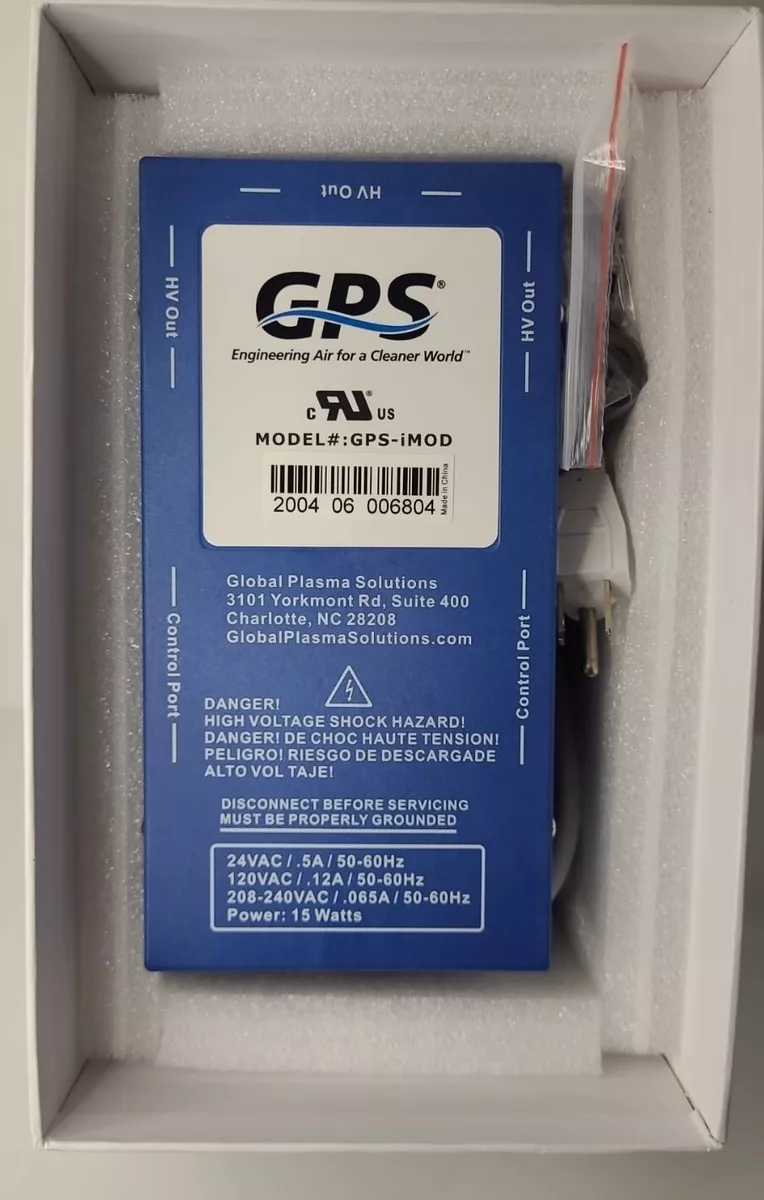 HV Out
HV Out
HV Out
GPS®
Engineering Air for a Cleaner World™
C RU® US
MODEL#:GPS-iMOD
2004 06 006804
Made in China
Global Plasma Solutions
3101 Yorkmont Rd, Suite 400
Charlotte, NC 28208
GlobalPlasmaSolutions.com
Control Port
Control Port
DANGER!
HIGH VOLTAGE SHOCK HAZARD!
DANGER! DE CHOC HAUTE TENSION!
PELIGRO! RIESGO DE DESCARGADE
ALTO VOL TAJE!
DISCONNECT BEFORE SERVICING
MUST BE PROPERLY GROUNDED
24VAC / .5A / 50-60Hz
120VAC / .12A / 50-60Hz
208-240VAC / .065A / 50-60Hz
Power: 15 Watts